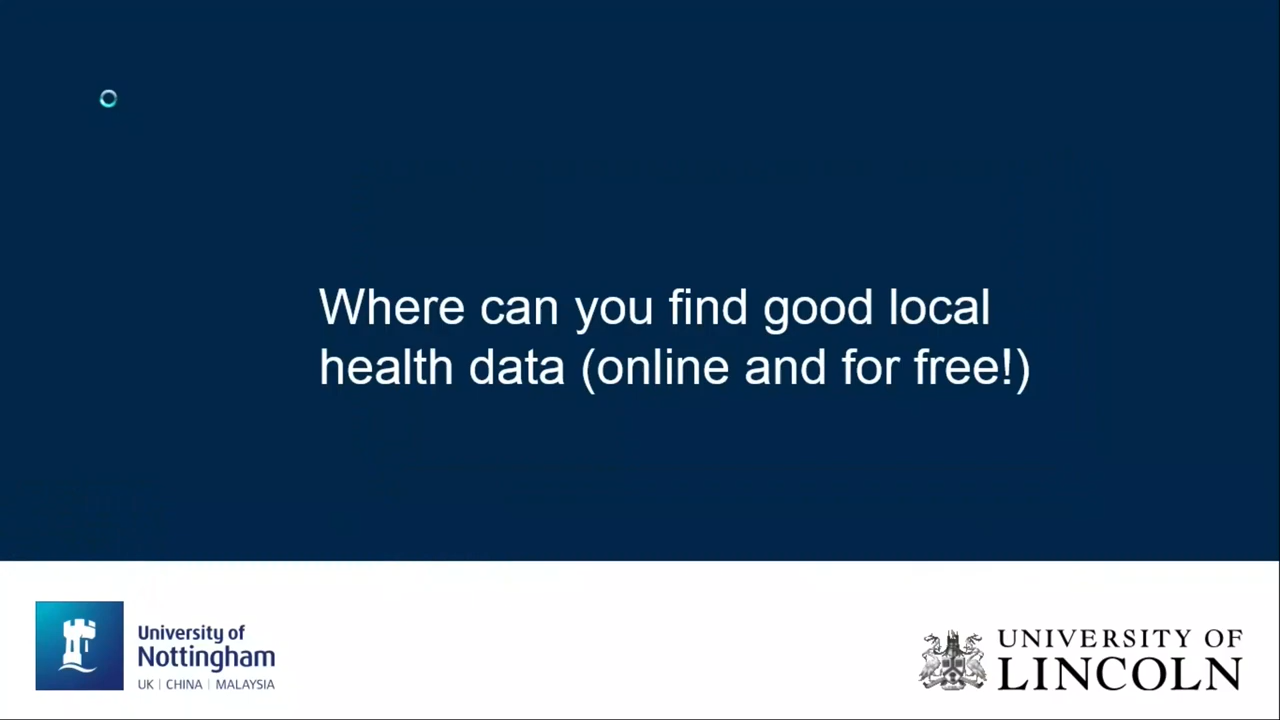 Where can you find good local
health data (online and for free!)
University of
Nottingham
UK | CHINA | MALAYSIA
UNIVERSITY OF
LINCOLN